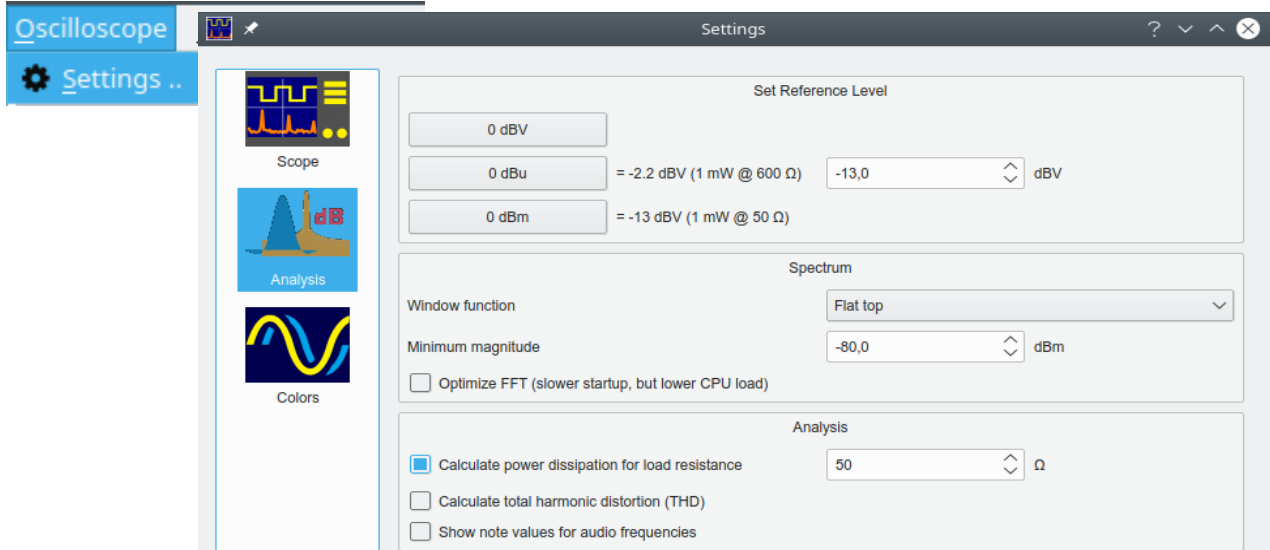 Oscilloscope
Settings ..
Settings
Scope
dB
Analysis
Colors
Set Reference Level
0 dBV
0 dBu = -2.2 dBV (1 mW @ 600 Ω) -13,0 dBV
0 dBm = -13 dBV (1 mW @ 50 Ω)
Spectrum
Window function Flat top
Minimum magnitude -80,0 dBm
Optimize FFT (slower startup, but lower CPU load)
Analysis
Calculate power dissipation for load resistance 50 Ω
Calculate total harmonic distortion (THD)
Show note values for audio frequencies